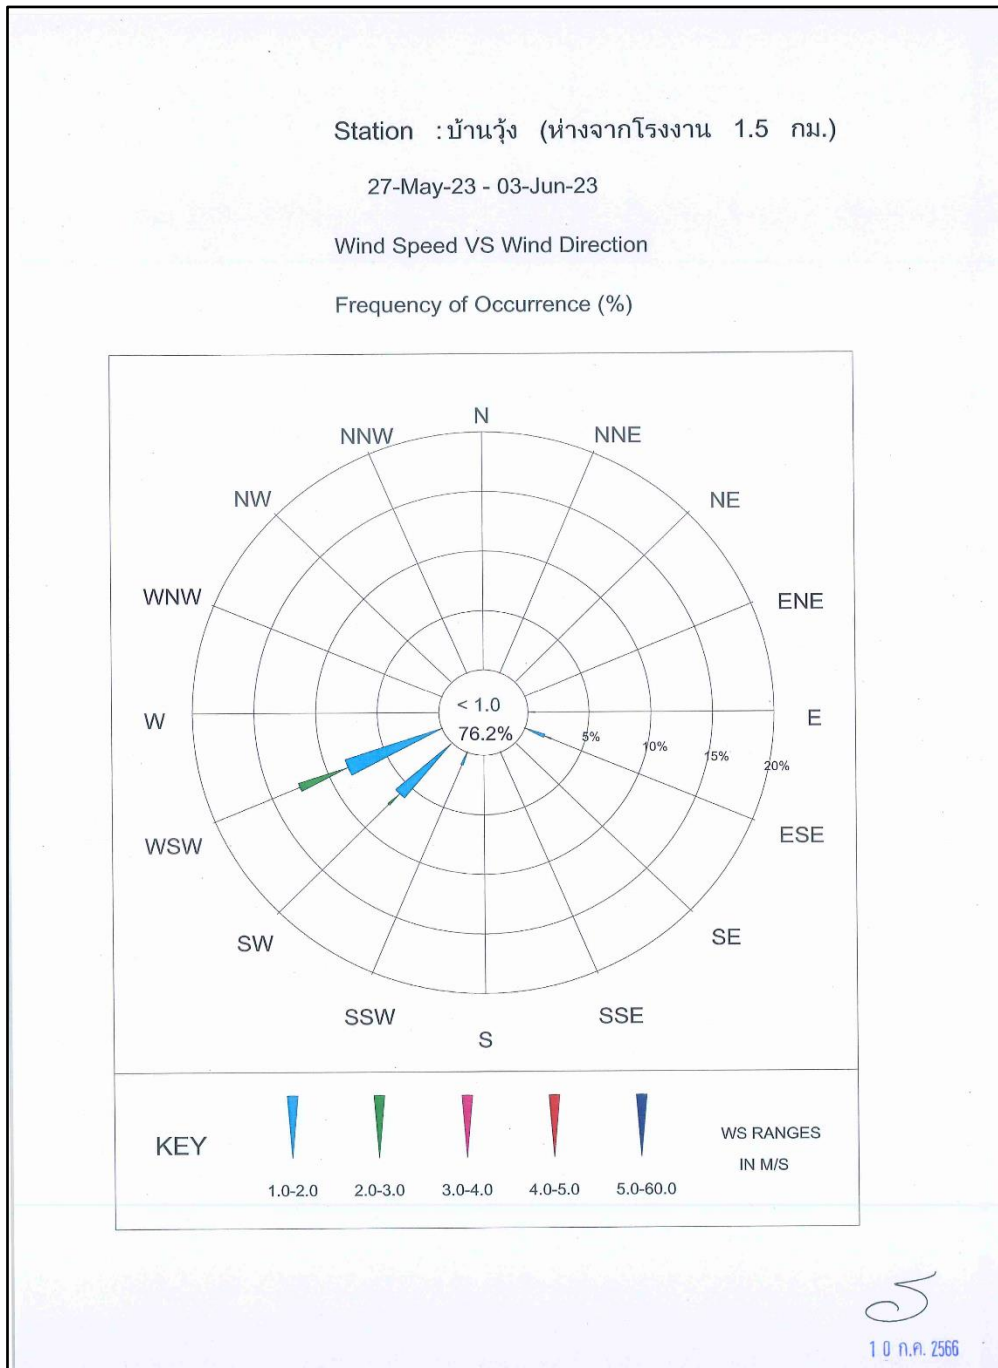 Station : บ้านวุ้ง (ห่างจากโรงงาน 1.5 กม.)
27-May-23 - 03-Jun-23
Wind Speed VS Wind Direction
Frequency of Occurrence (%)
N
NNW
NNE
NW
NE
WNW
ENE
< 1.0
W
E
76.2%
5%
10%
15%
20%
WSW
ESE
SW
SE
SSW
SSE
S
KEY
WS RANGES
IN M/S
1.0-2.0 2.0-3.0 3.0-4.0 4.0-5.0 5.0-60.0
10 ก.ค. 2566